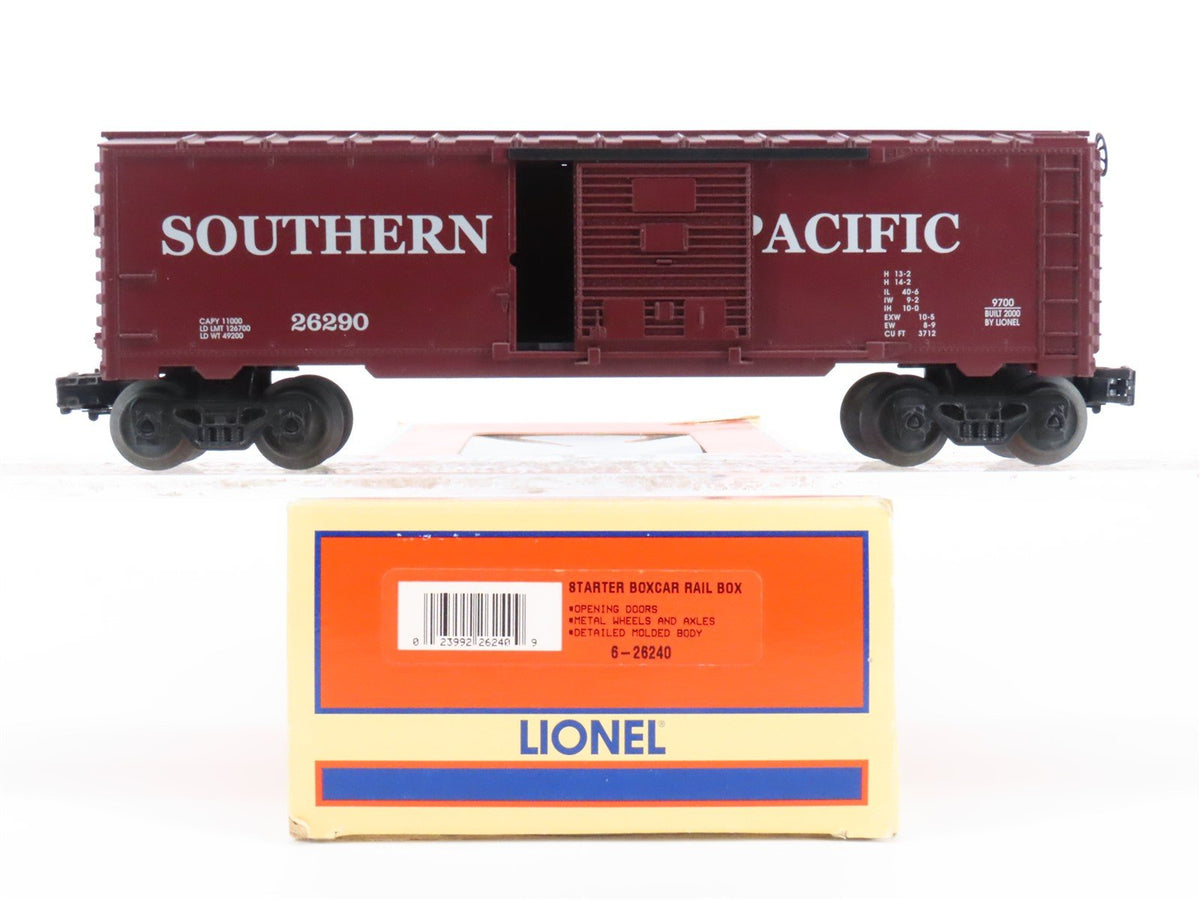 SOUTHERN PACIFIC
CAPY 11000
LD LMT 126700
LD WT 49200
26290
H 13-2
H 14-2
IL 40-6
IW 9-2
IH 10-0
EXW 10-5
EW 8-9
CU FT 3712
9700
BUILT 2000
BY LIONEL
STARTER BOXCAR RAIL BOX
*OPENING DOORS
*METAL WHEELS AND AXLES
*DETAILED MOLDED BODY
6-26240
0 23992 26240 9
LIONEL®